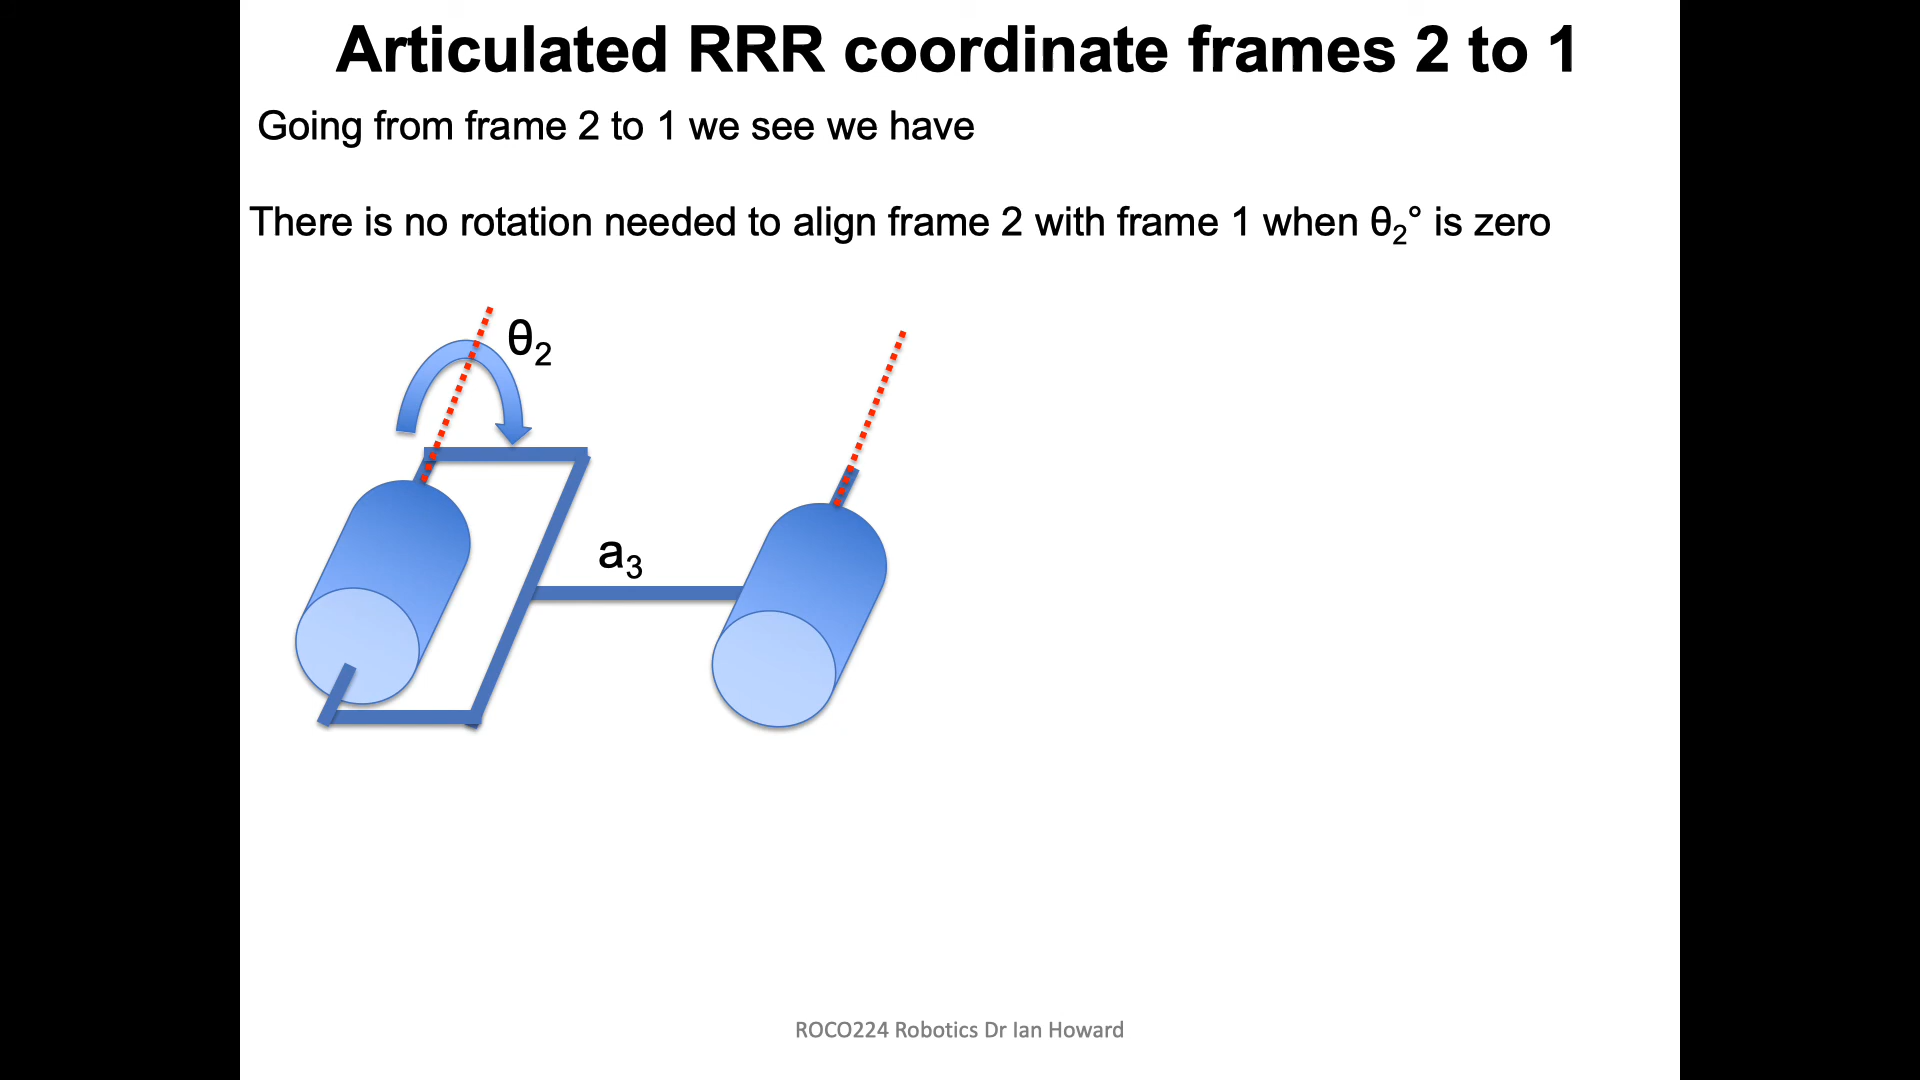 Articulated RRR coordinate frames 2 to 1
Going from frame 2 to 1 we see we have
There is no rotation needed to align frame 2 with frame 1 when θ₂° is zero
θ₂
a₃
ROCO224 Robotics Dr Ian Howard